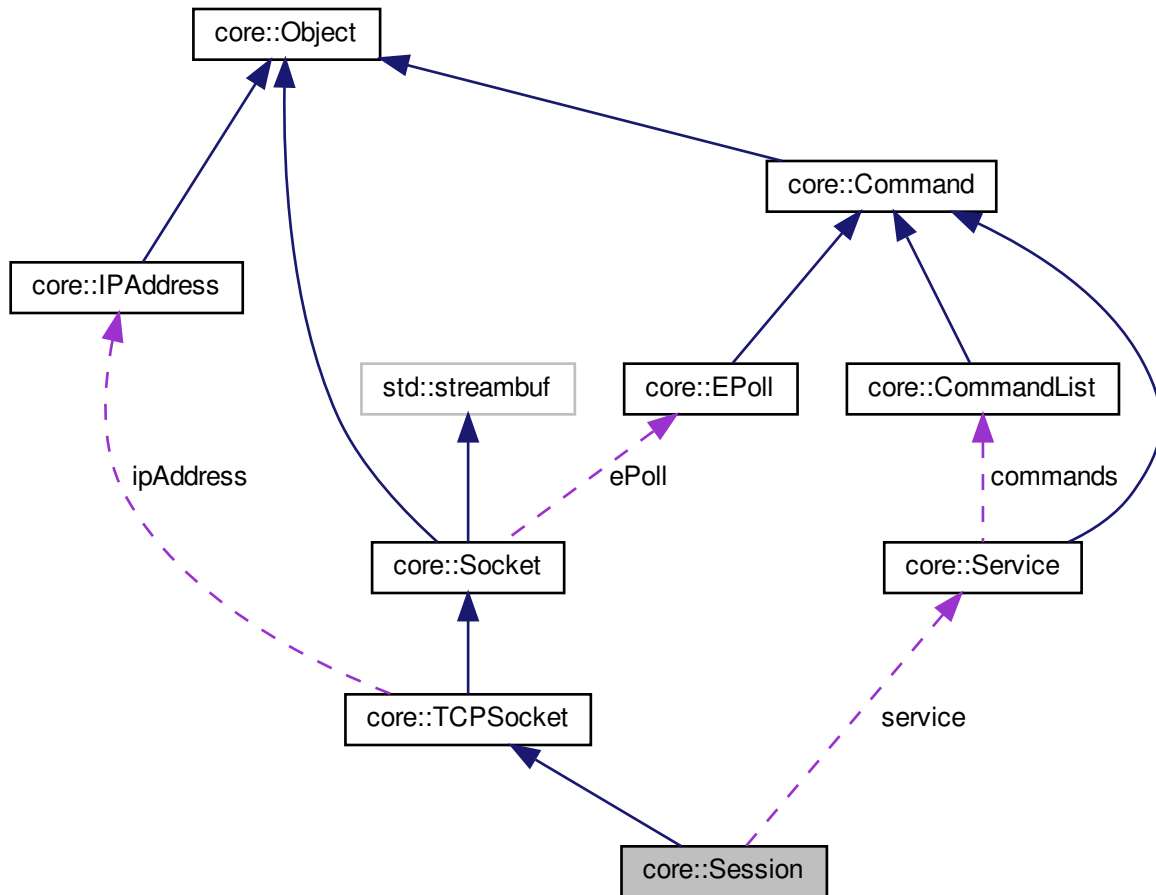 core::Object
core::Command
core::IPAddress
std::streambuf
core::EPoll
core::CommandList
ipAddress
ePoll
commands
core::Socket
core::Service
core::TCPSocket
service
core::Session